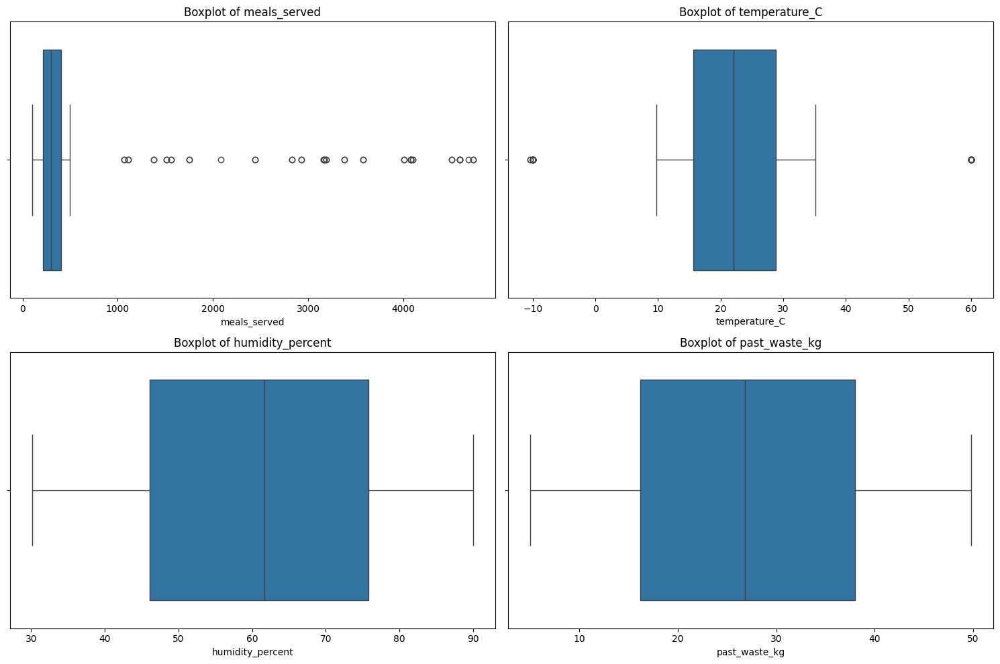 Boxplot of meals_served
Boxplot of temperature_C
0 1000 2000 3000 4000
meals_served
−10 0 10 20 30 40 50 60
temperature_C
Boxplot of humidity_percent
Boxplot of past_waste_kg
30 40 50 60 70 80 90
humidity_percent
10 20 30 40 50
past_waste_kg